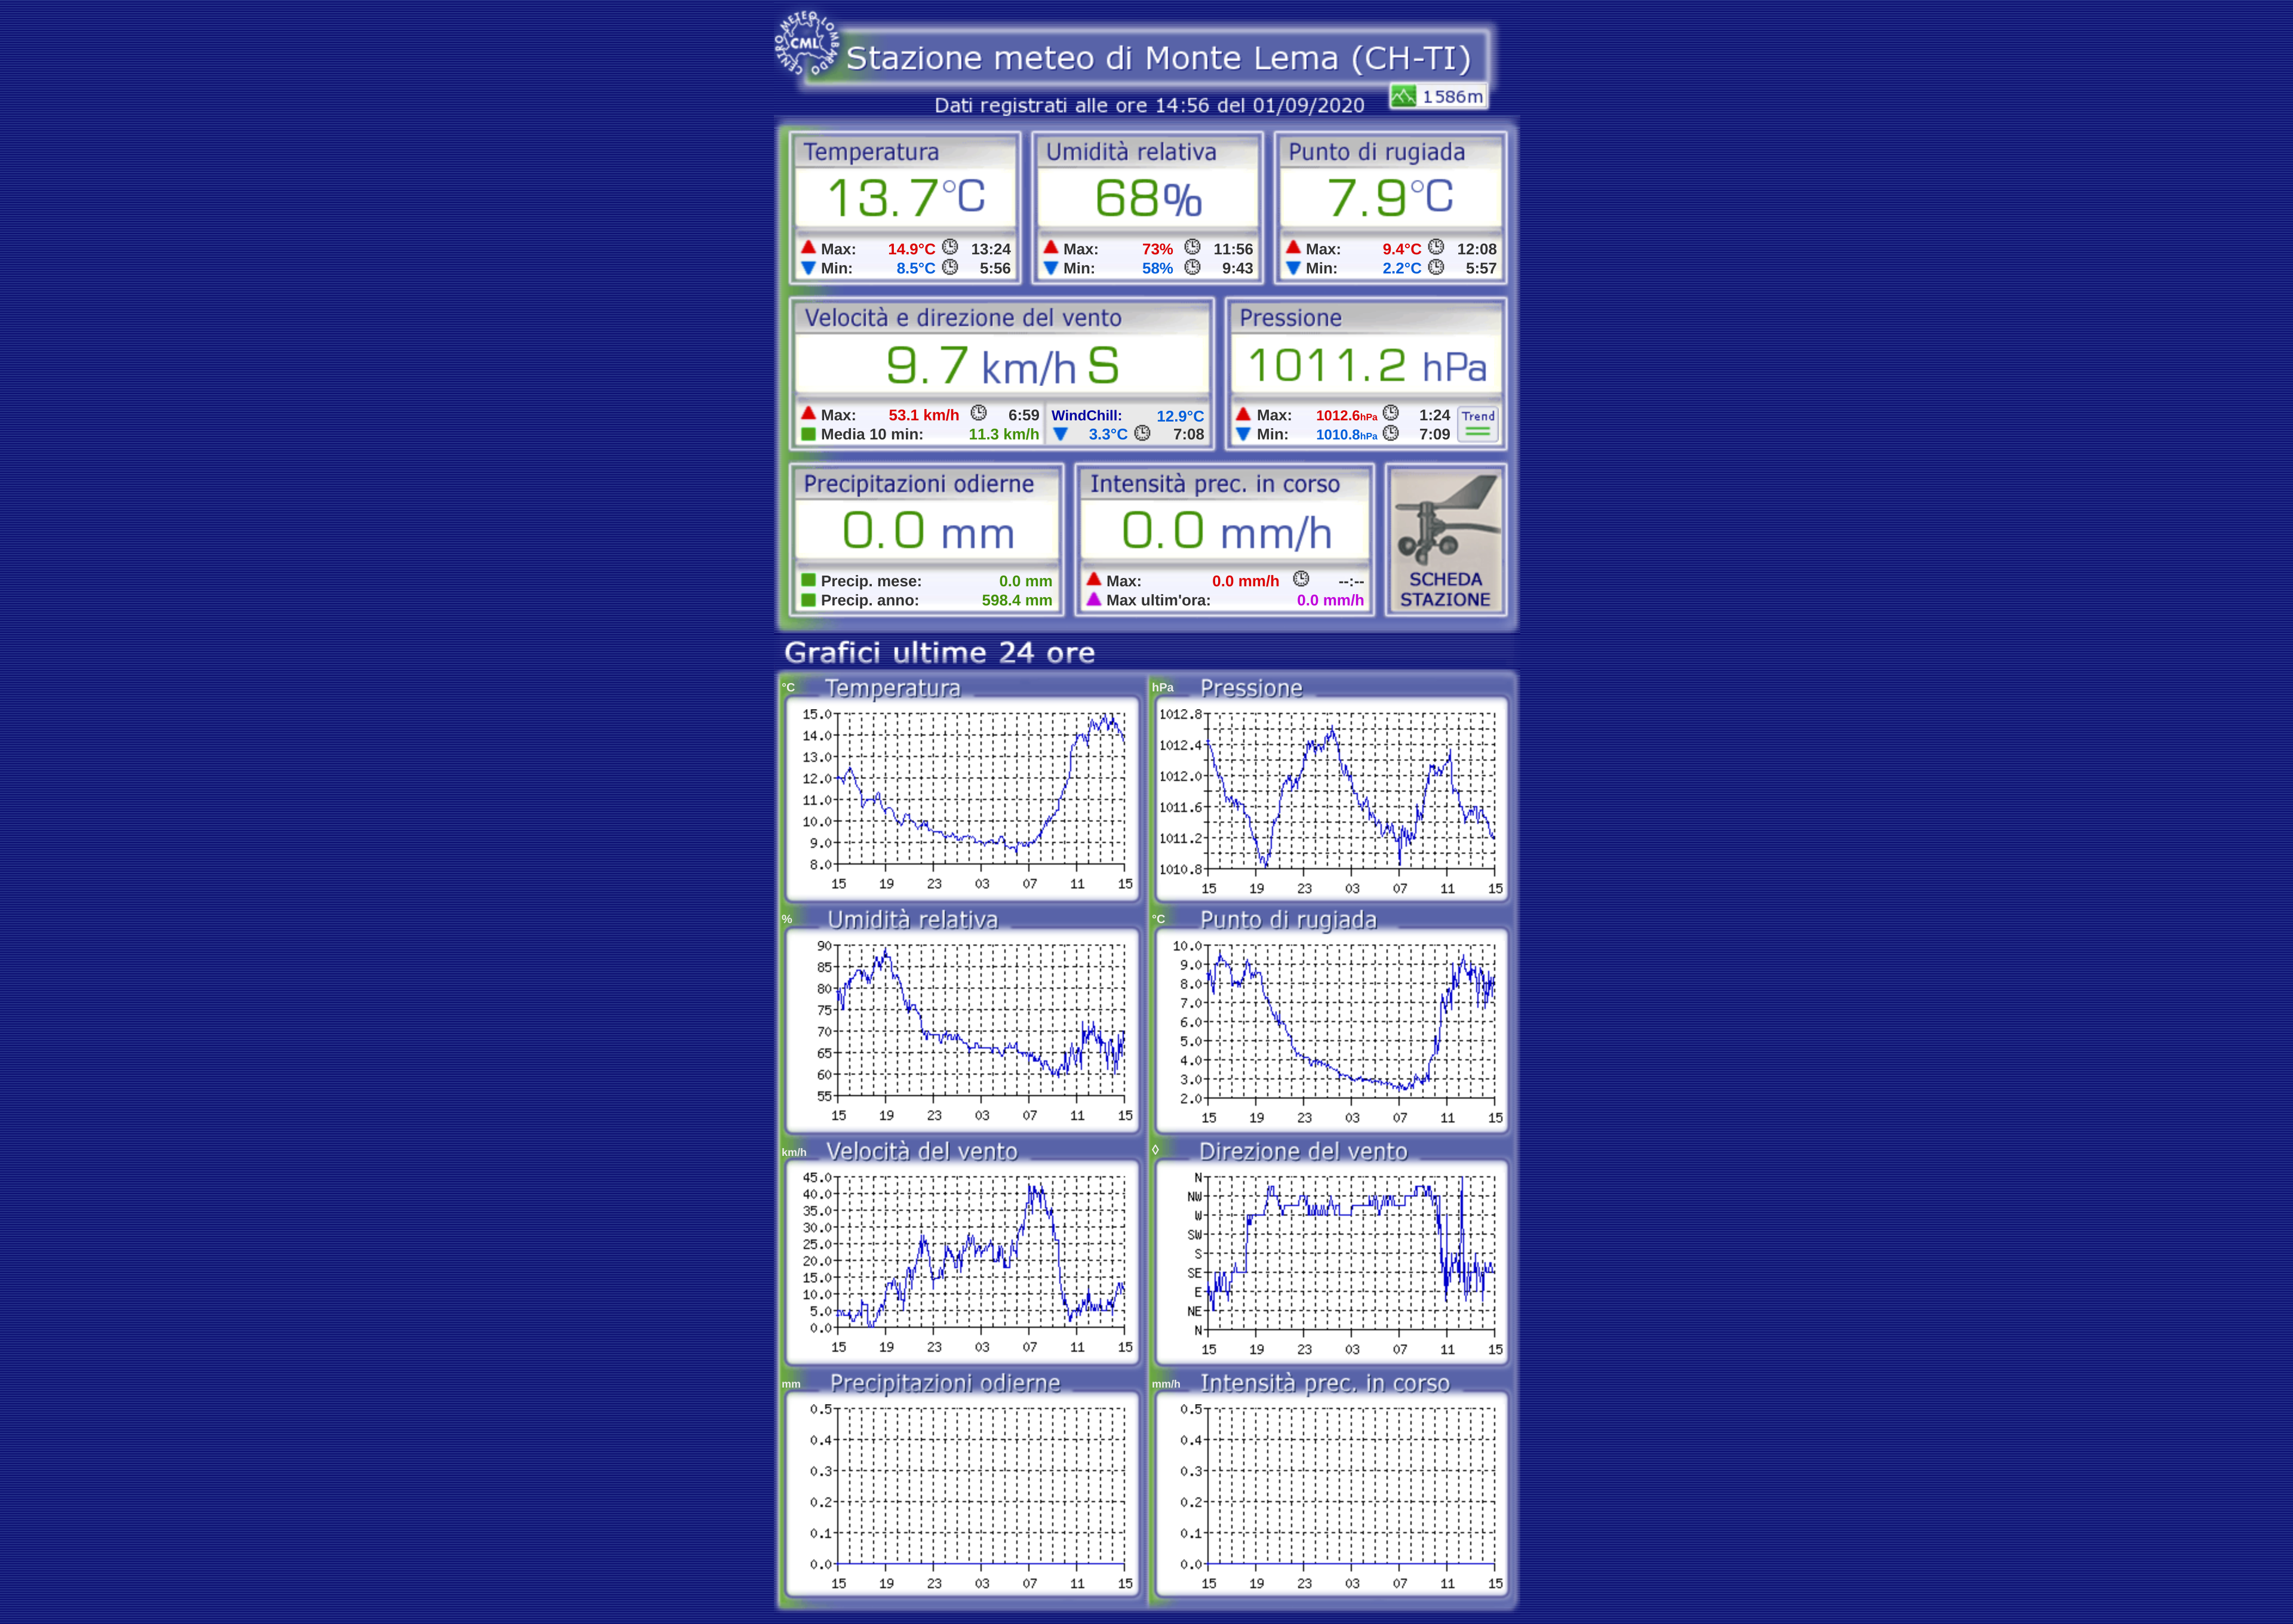 CENTRO METEO LOMBARDO
CML
Stazione meteo di Monte Lema (CH-TI)
Dati registrati alle ore 14:56 del 01/09/2020
1586m
Temperatura
13.7°C
Max: 14.9°C 13:24
Min: 8.5°C 5:56
Umidità relativa
68%
Max: 73% 11:56
Min: 58% 9:43
Punto di rugiada
7.9°C
Max: 9.4°C 12:08
Min: 2.2°C 5:57
Velocità e direzione del vento
9.7 km/h S
Max: 53.1 km/h 6:59
Media 10 min: 11.3 km/h
WindChill: 12.9°C
3.3°C 7:08
Pressione
1011.2 hPa
Max: 1012.6hPa 1:24
Min: 1010.8hPa 7:09
Trend
Precipitazioni odierne
0.0 mm
Precip. mese: 0.0 mm
Precip. anno: 598.4 mm
Intensità prec. in corso
0.0 mm/h
Max: 0.0 mm/h --:--
Max ultim'ora: 0.0 mm/h
SCHEDA
STAZIONE
Grafici ultime 24 ore
°C Temperatura
15.0
14.0
13.0
12.0
11.0
10.0
9.0
8.0
15 19 23 03 07 11 15
hPa Pressione
1012.8
1012.4
1012.0
1011.6
1011.2
1010.8
15 19 23 03 07 11 15
% Umidità relativa
90
85
80
75
70
65
60
55
15 19 23 03 07 11 15
°C Punto di rugiada
10.0
9.0
8.0
7.0
6.0
5.0
4.0
3.0
2.0
15 19 23 03 07 11 15
km/h Velocità del vento
45.0
40.0
35.0
30.0
25.0
20.0
15.0
10.0
5.0
0.0
15 19 23 03 07 11 15
◊ Direzione del vento
N
NW
W
SW
S
SE
E
NE
N
15 19 23 03 07 11 15
mm Precipitazioni odierne
0.5
0.4
0.3
0.2
0.1
0.0
15 19 23 03 07 11 15
mm/h Intensità prec. in corso
0.5
0.4
0.3
0.2
0.1
0.0
15 19 23 03 07 11 15